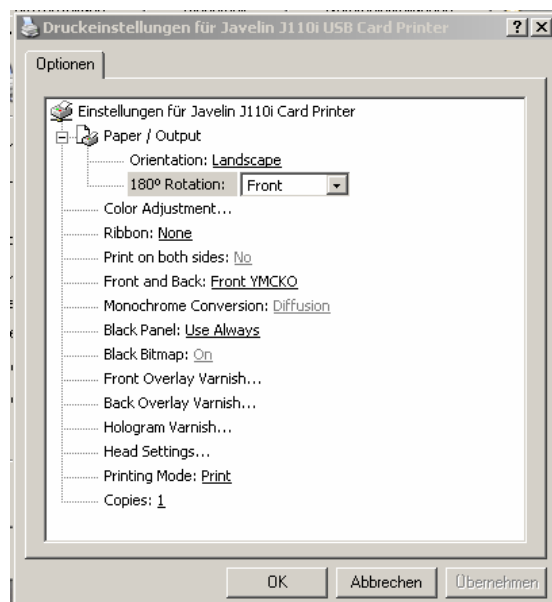 Druckeinstellungen für Javelin J110i USB Card Printer
Optionen
Einstellungen für Javelin J110i Card Printer
Paper / Output
Orientation: Landscape
180º Rotation: Front
Color Adjustment...
Ribbon: None
Print on both sides: No
Front and Back: Front YMCKO
Monochrome Conversion: Diffusion
Black Panel: Use Always
Black Bitmap: On
Front Overlay Varnish...
Back Overlay Varnish...
Hologram Varnish...
Head Settings...
Printing Mode: Print
Copies: 1
OK Abbrechen Übernehmen